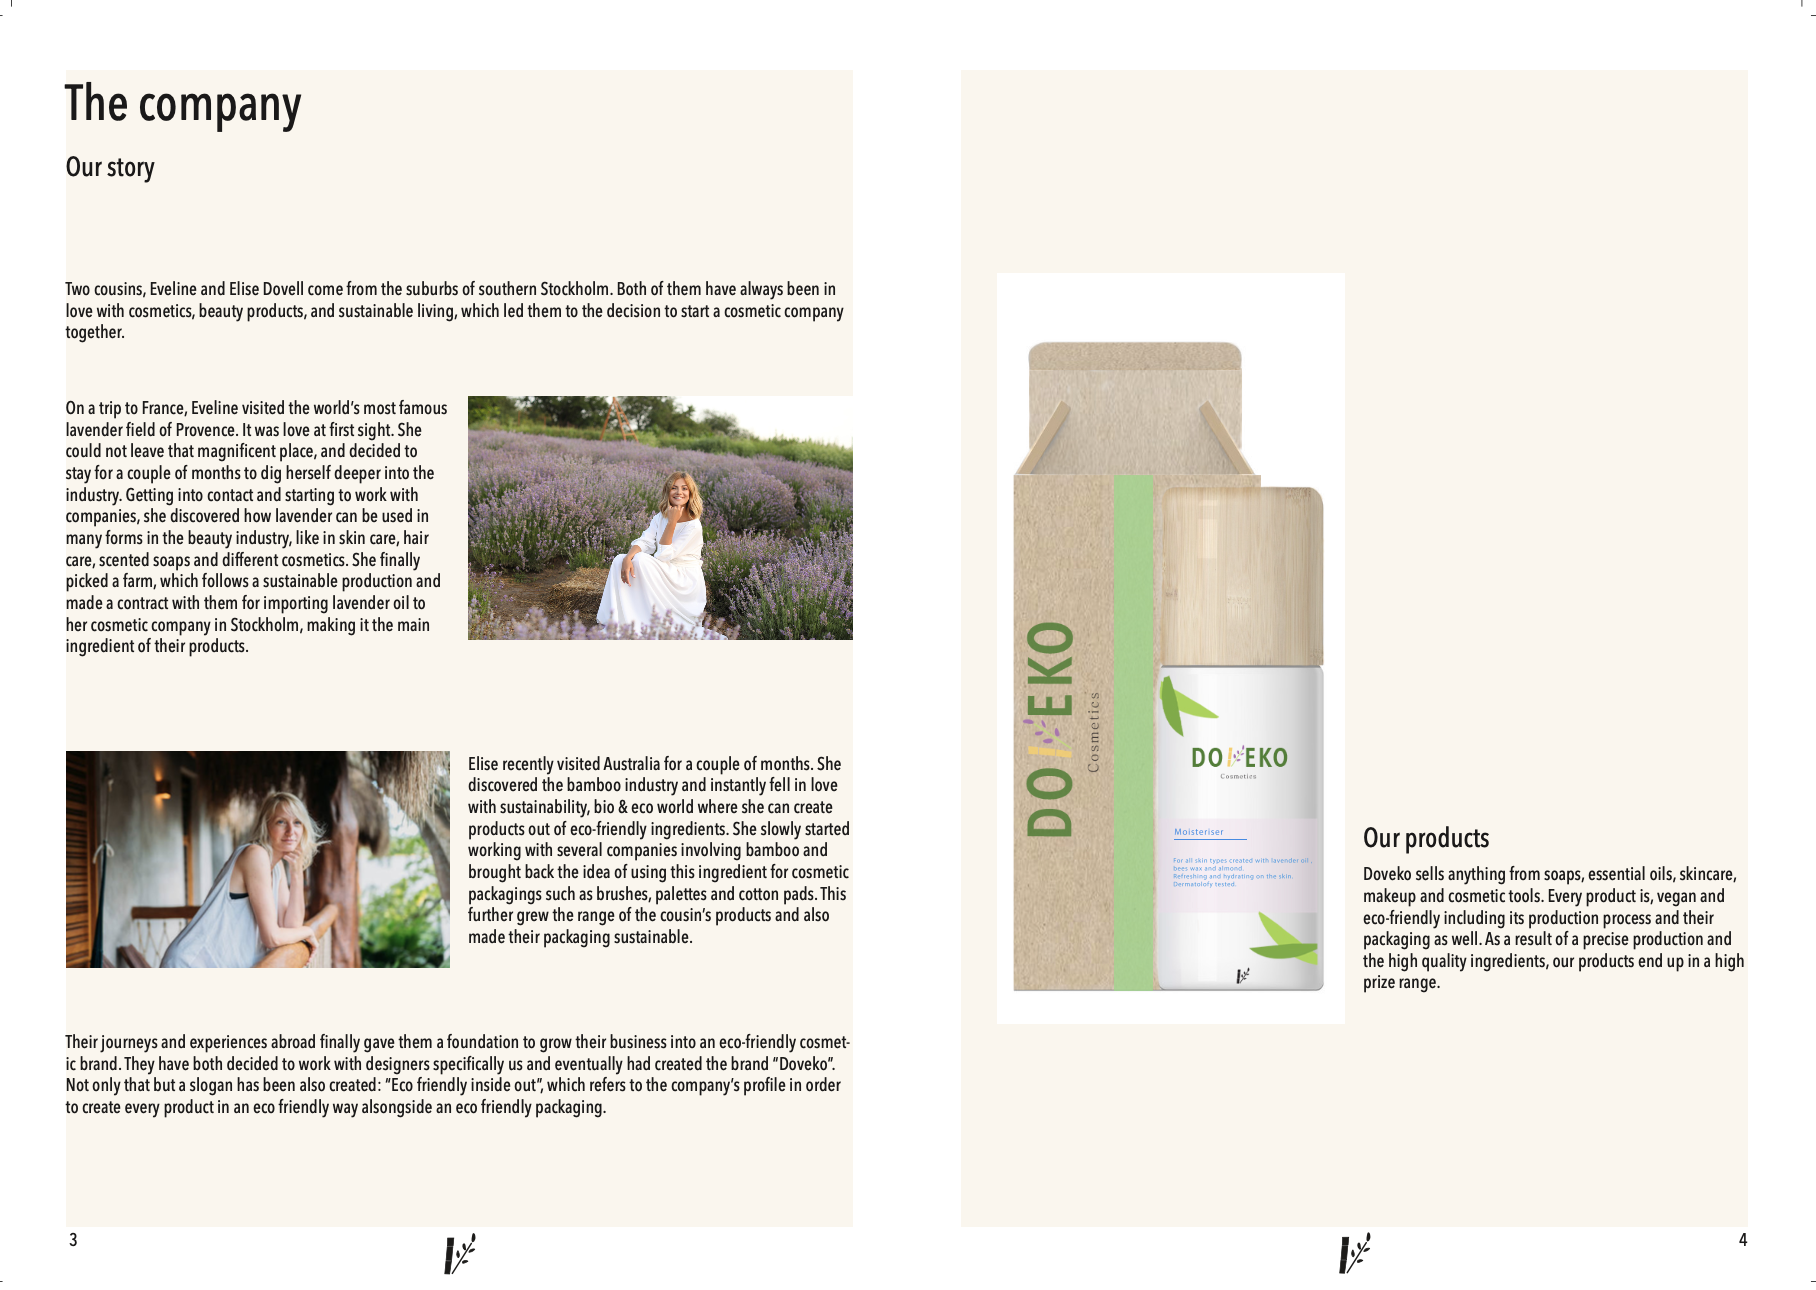 The company
Our story
Two cousins, Eveline and Elise Dovell come from the suburbs of southern Stockholm. Both of them have always been in
love with cosmetics, beauty products, and sustainable living, which led them to the decision to start a cosmetic company
together.
On a trip to France, Eveline visited the world's most famous
lavender field of Provence. It was love at first sight. She
could not leave that magnificent place, and decided to
stay for a couple of months to dig herself deeper into the
industry. Getting into contact and starting to work with
companies, she discovered how lavender can be used in
many forms in the beauty industry, like in skin care, hair
care, scented soaps and different cosmetics. She finally
picked a farm, which follows a sustainable production and
made a contract with them for importing lavender oil to
her cosmetic company in Stockholm, making it the main
ingredient of their products.
Elise recently visited Australia for a couple of months. She
discovered the bamboo industry and instantly fell in love
with sustainability, bio & eco world where she can create
products out of eco-friendly ingredients. She slowly started
working with several companies involving bamboo and
brought back the idea of using this ingredient for cosmetic
packagings such as brushes, palettes and cotton pads. This
further grew the range of the cousin's products and also
made their packaging sustainable.
Their journeys and experiences abroad finally gave them a foundation to grow their business into an eco-friendly cosmet-
ic brand. They have both decided to work with designers specifically us and eventually had created the brand "Doveko".
Not only that but a slogan has been also created: "Eco friendly inside out", which refers to the company's profile in order
to create every product in an eco friendly way alsongside an eco friendly packaging.
3
DOVEKO
Cosmetics
DOVEKO
Cosmetics
Moisteriser
For all skin types created with lavender oil ,
bees wax and almond.
Refreshing and hydrating on the skin.
Dermatolofy tested.
Our products
Doveko sells anything from soaps, essential oils, skincare,
makeup and cosmetic tools. Every product is, vegan and
eco-friendly including its production process and their
packaging as well. As a result of a precise production and
the high quality ingredients, our products end up in a high
prize range.
4